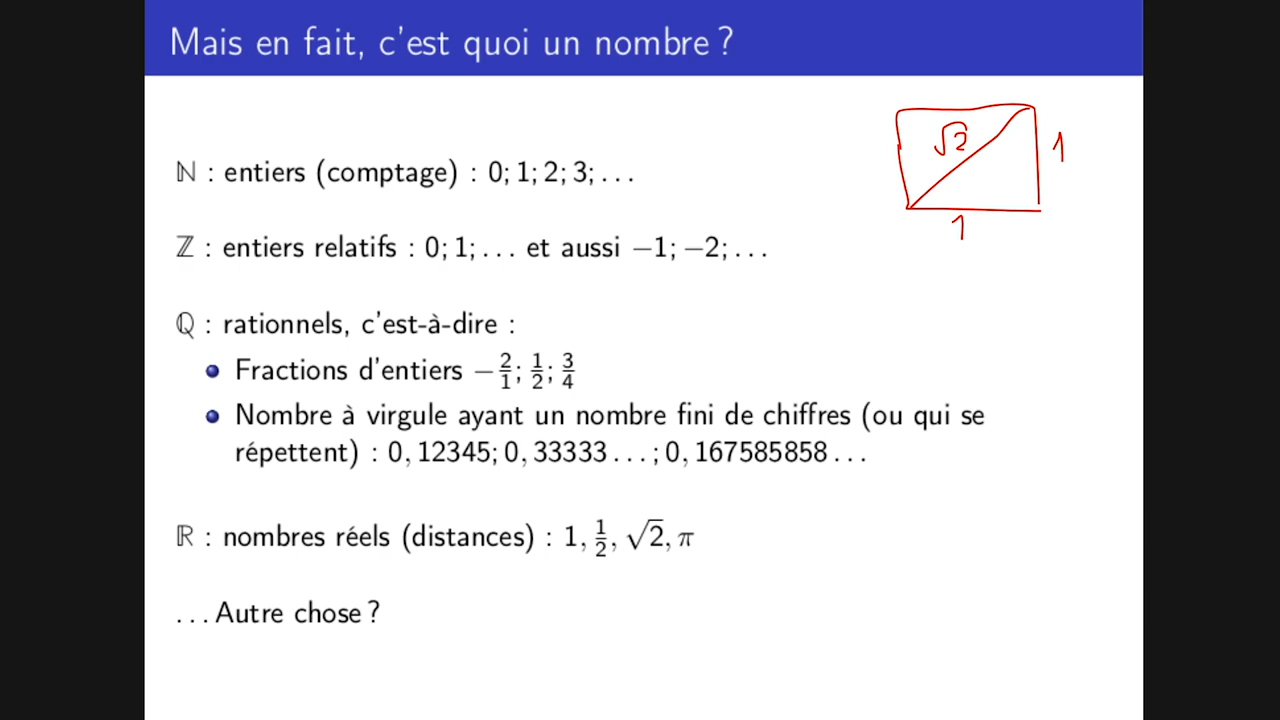 Mais en fait, c'est quoi un nombre ?
√2
1
1
ℕ : entiers (comptage) : 0; 1; 2; 3; . . .
ℤ : entiers relatifs : 0; 1; . . . et aussi −1; −2; . . .
ℚ : rationnels, c'est-à-dire :
Fractions d'entiers −2/1; 1/2; 3/4
Nombre à virgule ayant un nombre fini de chiffres (ou qui se
répettent) : 0, 12345; 0, 33333 . . . ; 0, 167585858 . . .
ℝ : nombres réels (distances) : 1, 1/2, √2, π
. . . Autre chose ?